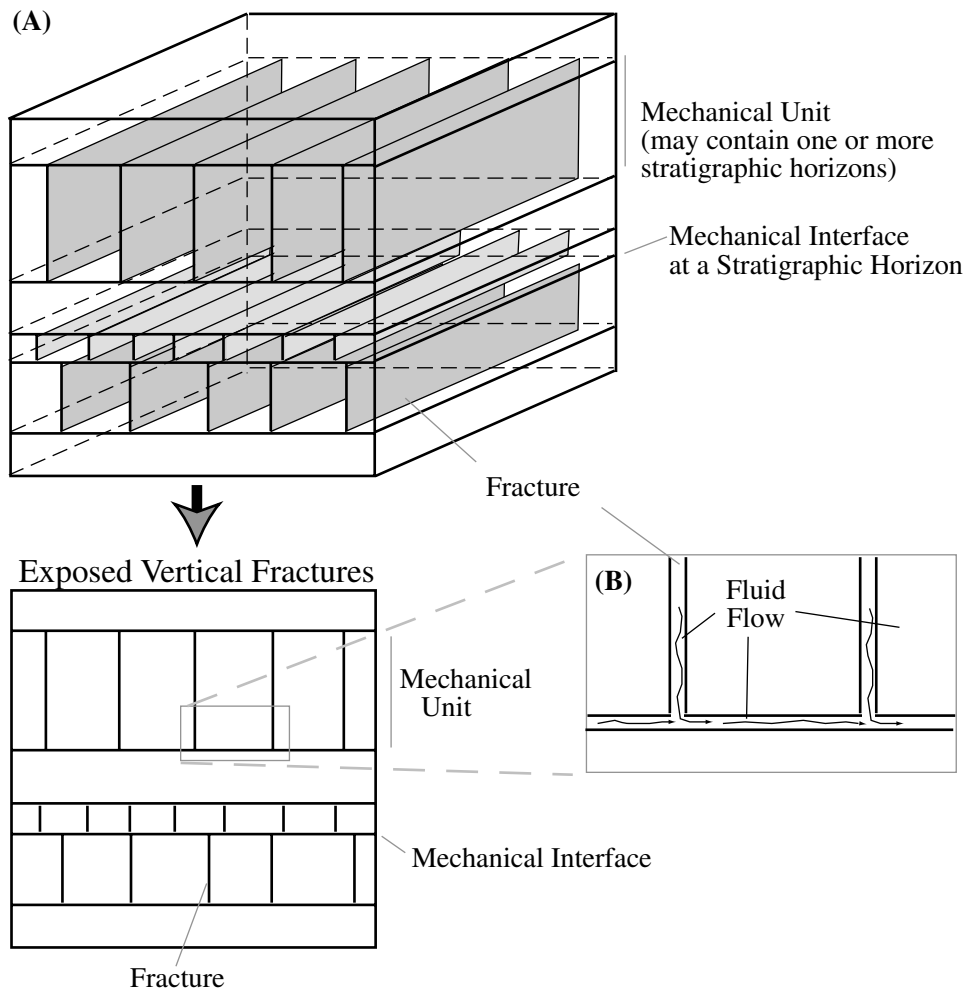 (A)
Mechanical Unit
(may contain one or more
stratigraphic horizons)
Mechanical Interface
at a Stratigraphic Horizon
Fracture
Exposed Vertical Fractures
(B)
Fluid
Flow
Mechanical
Unit
Mechanical Interface
Fracture